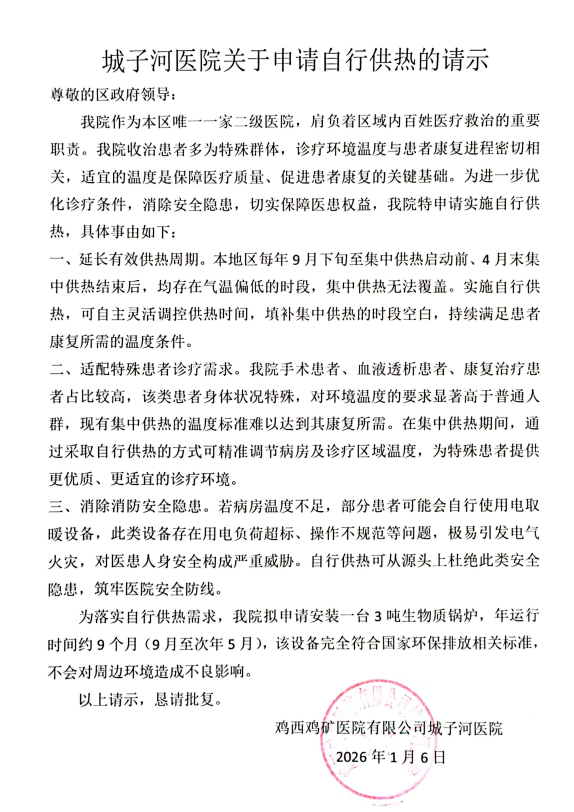 城子河医院关于申请自行供热的请示
尊敬的区政府领导：
我院作为本区唯一一家二级医院，肩负着区域内百姓医疗救治的重要
职责。我院收治患者多为特殊群体，诊疗环境温度与患者康复进程密切相
关，适宜的温度是保障医疗质量、促进患者康复的关键基础。为进一步优
化诊疗条件，消除安全隐患，切实保障医患权益，我院特申请实施自行供
热，具体事由如下：
一、延长有效供热周期。本地区每年 9 月下旬至集中供热启动前、4 月末集
中供热结束后，均存在气温偏低的时段，集中供热无法覆盖。实施自行供
热，可自主灵活调控供热时间，填补集中供热的时段空白，持续满足患者
康复所需的温度条件。
二、适配特殊患者诊疗需求。我院手术患者、血液透析患者、康复治疗患
者占比较高，该类患者身体状况特殊，对环境温度的要求显著高于普通人
群，现有集中供热的温度标准难以达到其康复所需。在集中供热期间，通
过采取自行供热的方式可精准调节病房及诊疗区域温度，为特殊患者提供
更优质、更适宜的诊疗环境。
三、消除消防安全隐患。若病房温度不足，部分患者可能会自行使用电取
暖设备，此类设备存在用电负荷超标、操作不规范等问题，极易引发电气
火灾，对医患人身安全构成严重威胁。自行供热可从源头上杜绝此类安全
隐患，筑牢医院安全防线。
为落实自行供热需求，我院拟申请安装一台 3 吨生物质锅炉，年运行
时间约 9 个月（9 月至次年 5 月），该设备完全符合国家环保排放相关标准，
不会对周边环境造成不良影响。
以上请示，恳请批复。
鸡西鸡矿医院有限公司城子河医院
2026 年 1 月 6 日